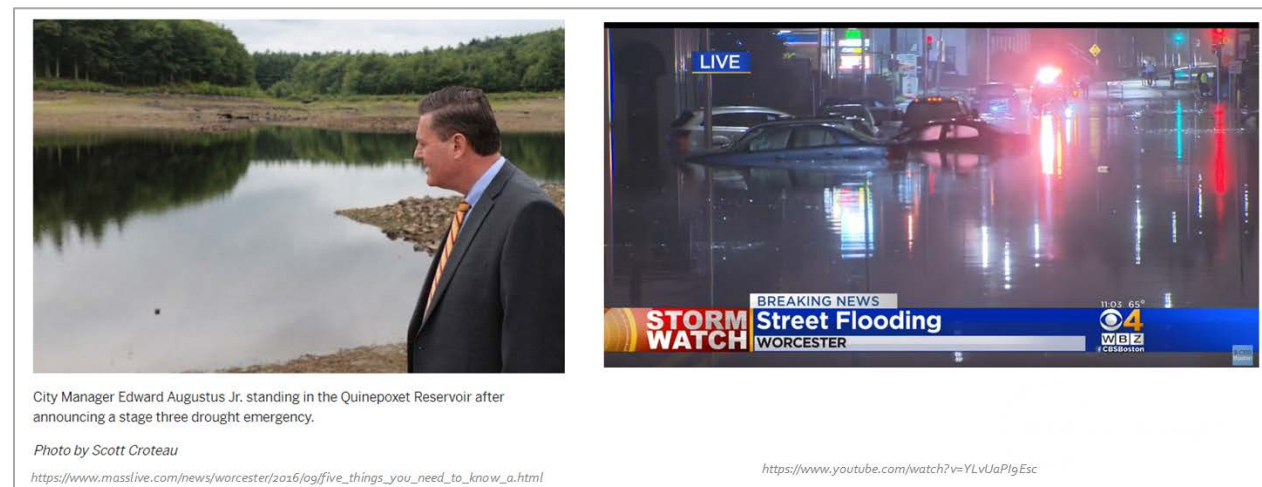 LIVE
BREAKING NEWS
STORM
WATCH
Street Flooding
WORCESTER
11:03 65°
4
WBZ
CBSBoston
City Manager Edward Augustus Jr. standing in the Quinepoxet Reservoir after
announcing a stage three drought emergency.
Photo by Scott Croteau
https://www.masslive.com/news/worcester/2016/09/five_things_you_need_to_know_a.html
https://www.youtube.com/watch?v=YLvUaPI9Esc